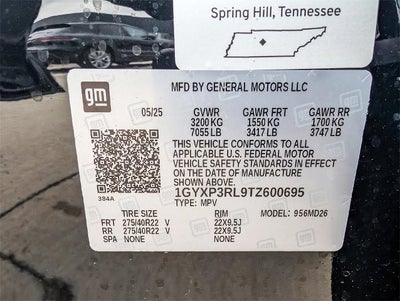 Spring Hill, Tennessee
gm
MFD BY GENERAL MOTORS LLC
05/25 GVWR GAWR FRT GAWR RR
3200 KG 1550 KG 1700 KG
7055 LB 3417 LB 3747 LB
THIS VEHICLE CONFORMS TO ALL
APPLICABLE U.S. FEDERAL MOTOR
VEHICLE SAFETY STANDARDS IN EFFECT
ON THE DATE OF MANUFACTURE
SHOWN ABOVE.
1GYXP3RL9TZ600695
384A TYPE: MPV
TIRE SIZE RIM MODEL: 956MD26
FRT 275/40R22 V 22X9.5J
RR 275/40R22 V 22X9.5J
SPA NONE NONE